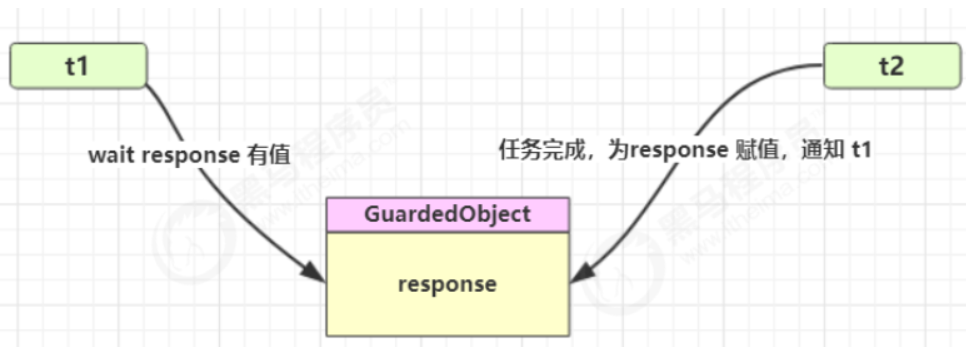 t1
t2
wait response 有值
任务完成，为response 赋值，通知 t1
GuardedObject
response
黑马程序员
www.itheima.com
黑马程序员
www.itheima.com